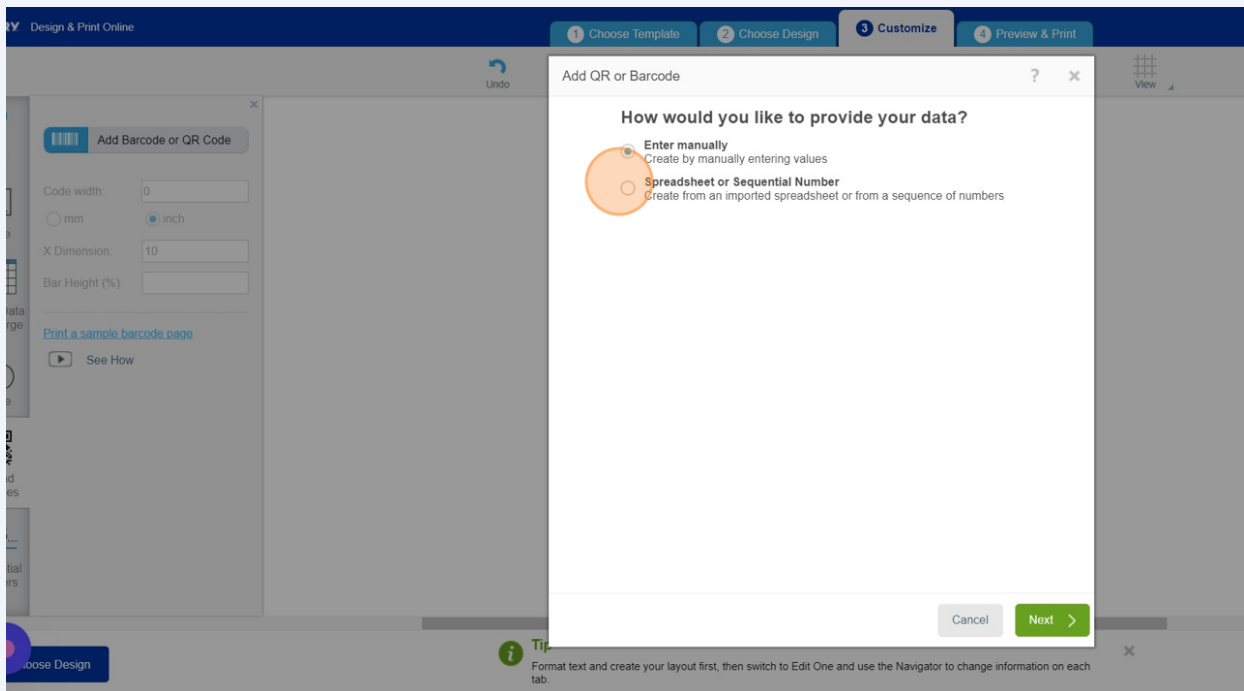 RY Design & Print Online
1 Choose Template
2 Choose Design
3 Customize
4 Preview & Print
Undo
View
Add Barcode or QR Code
Code width: 0
mm inch
X Dimension: 10
Bar Height (%)
Print a sample barcode page
See How
Add QR or Barcode ?
How would you like to provide your data?
Enter manually
Create by manually entering values
Spreadsheet or Sequential Number
Create from an imported spreadsheet or from a sequence of numbers
Cancel Next
Tip
Format text and create your layout first, then switch to Edit One and use the Navigator to change information on each
tab.
oose Design